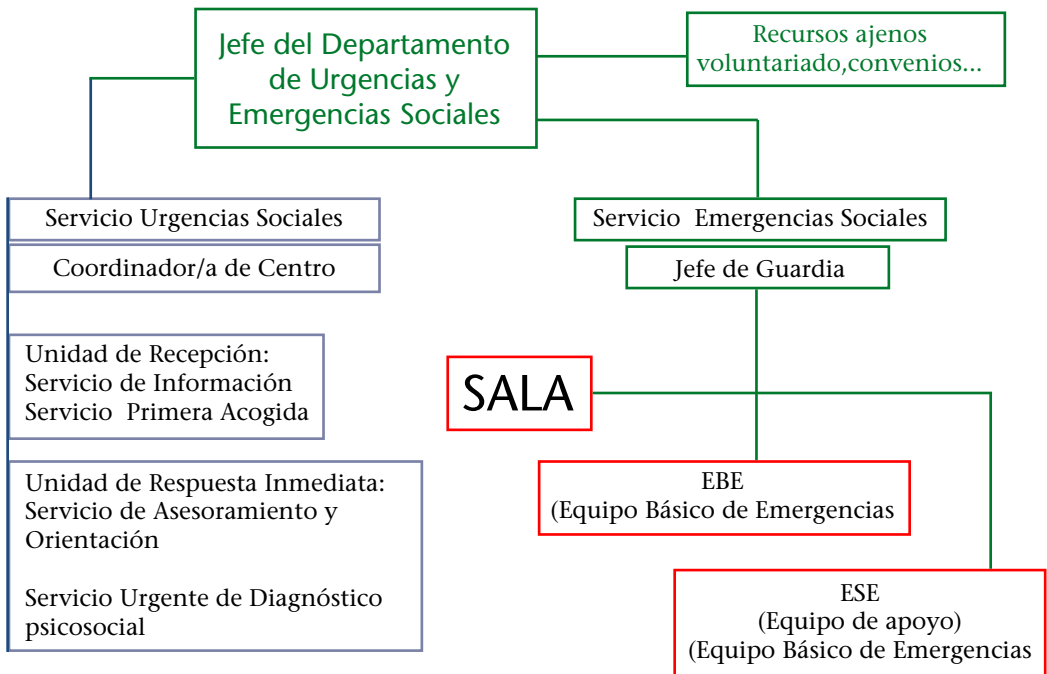 Jefe del Departamento
de Urgencias y
Emergencias Sociales
Recursos ajenos
voluntariado,convenios...
Servicio Urgencias Sociales
Coordinador/a de Centro
Unidad de Recepción:
Servicio de Información
Servicio Primera Acogida
Unidad de Respuesta Inmediata:
Servicio de Asesoramiento y
Orientación
Servicio Urgente de Diagnóstico
psicosocial
Servicio Emergencias Sociales
Jefe de Guardia
SALA
EBE
(Equipo Básico de Emergencias
ESE
(Equipo de apoyo)
(Equipo Básico de Emergencias